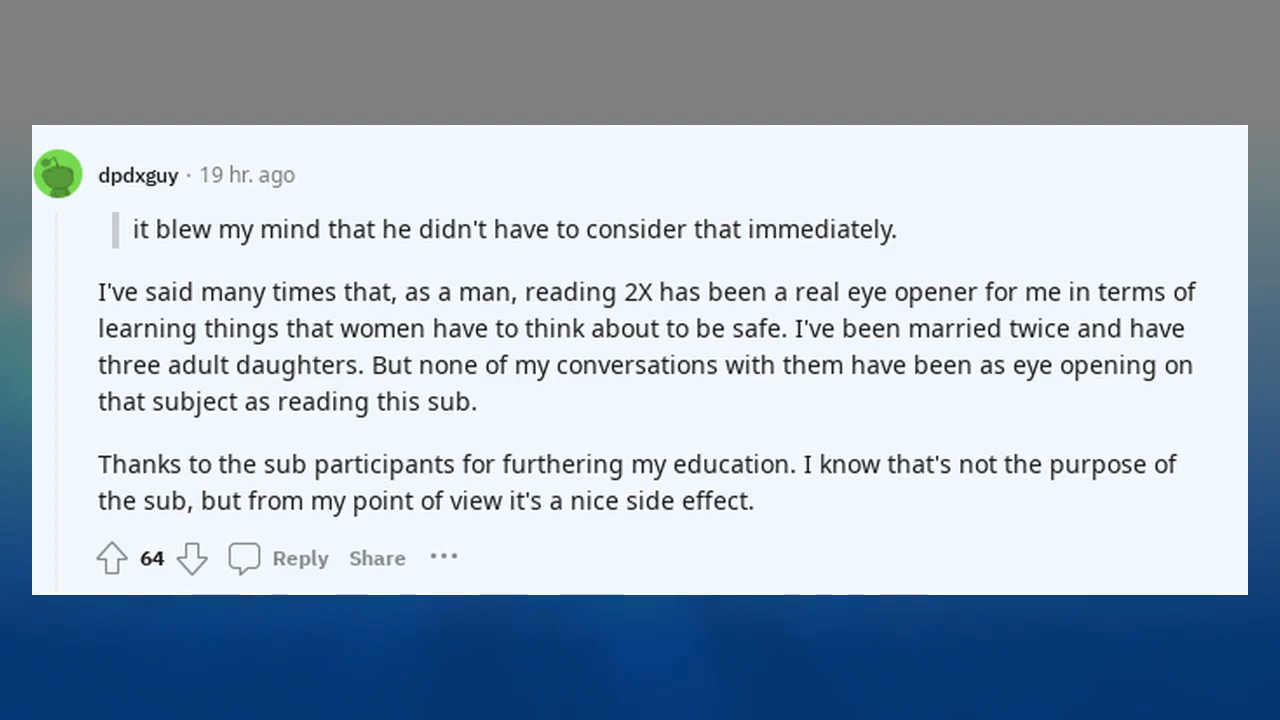 dpdxguy · 19 hr. ago
it blew my mind that he didn't have to consider that immediately.
I've said many times that, as a man, reading 2X has been a real eye opener for me in terms of
learning things that women have to think about to be safe. I've been married twice and have
three adult daughters. But none of my conversations with them have been as eye opening on
that subject as reading this sub.
Thanks to the sub participants for furthering my education. I know that's not the purpose of
the sub, but from my point of view it's a nice side effect.
64 Reply Share ···